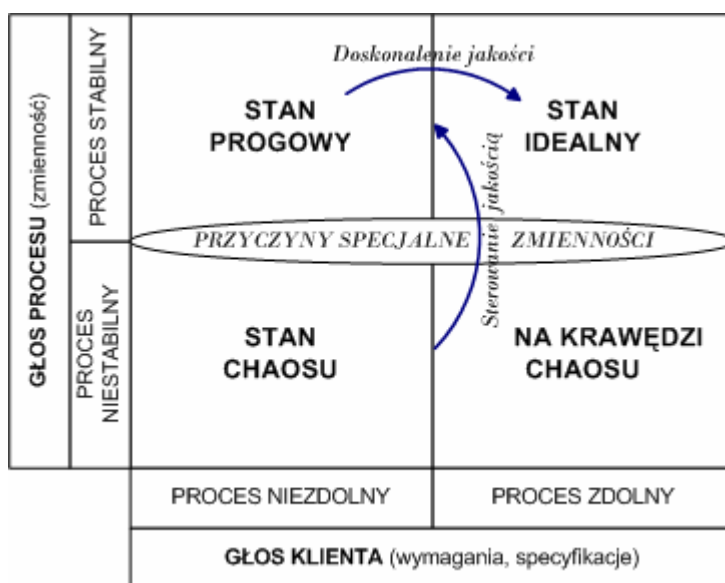 Doskonalenie jakości
STAN
PROGOWY
STAN
IDEALNY
GŁOS PROCESU (zmienność)
PROCES STABILNY
PRZYCZYNY SPECJALNE ZMIENNOŚCI
Sterowanie jakością
PROCES
NIESTABILNY
STAN
CHAOSU
NA KRAWĘDZI
CHAOSU
PROCES NIEZDOLNY
PROCES ZDOLNY
GŁOS KLIENTA (wymagania, specyfikacje)